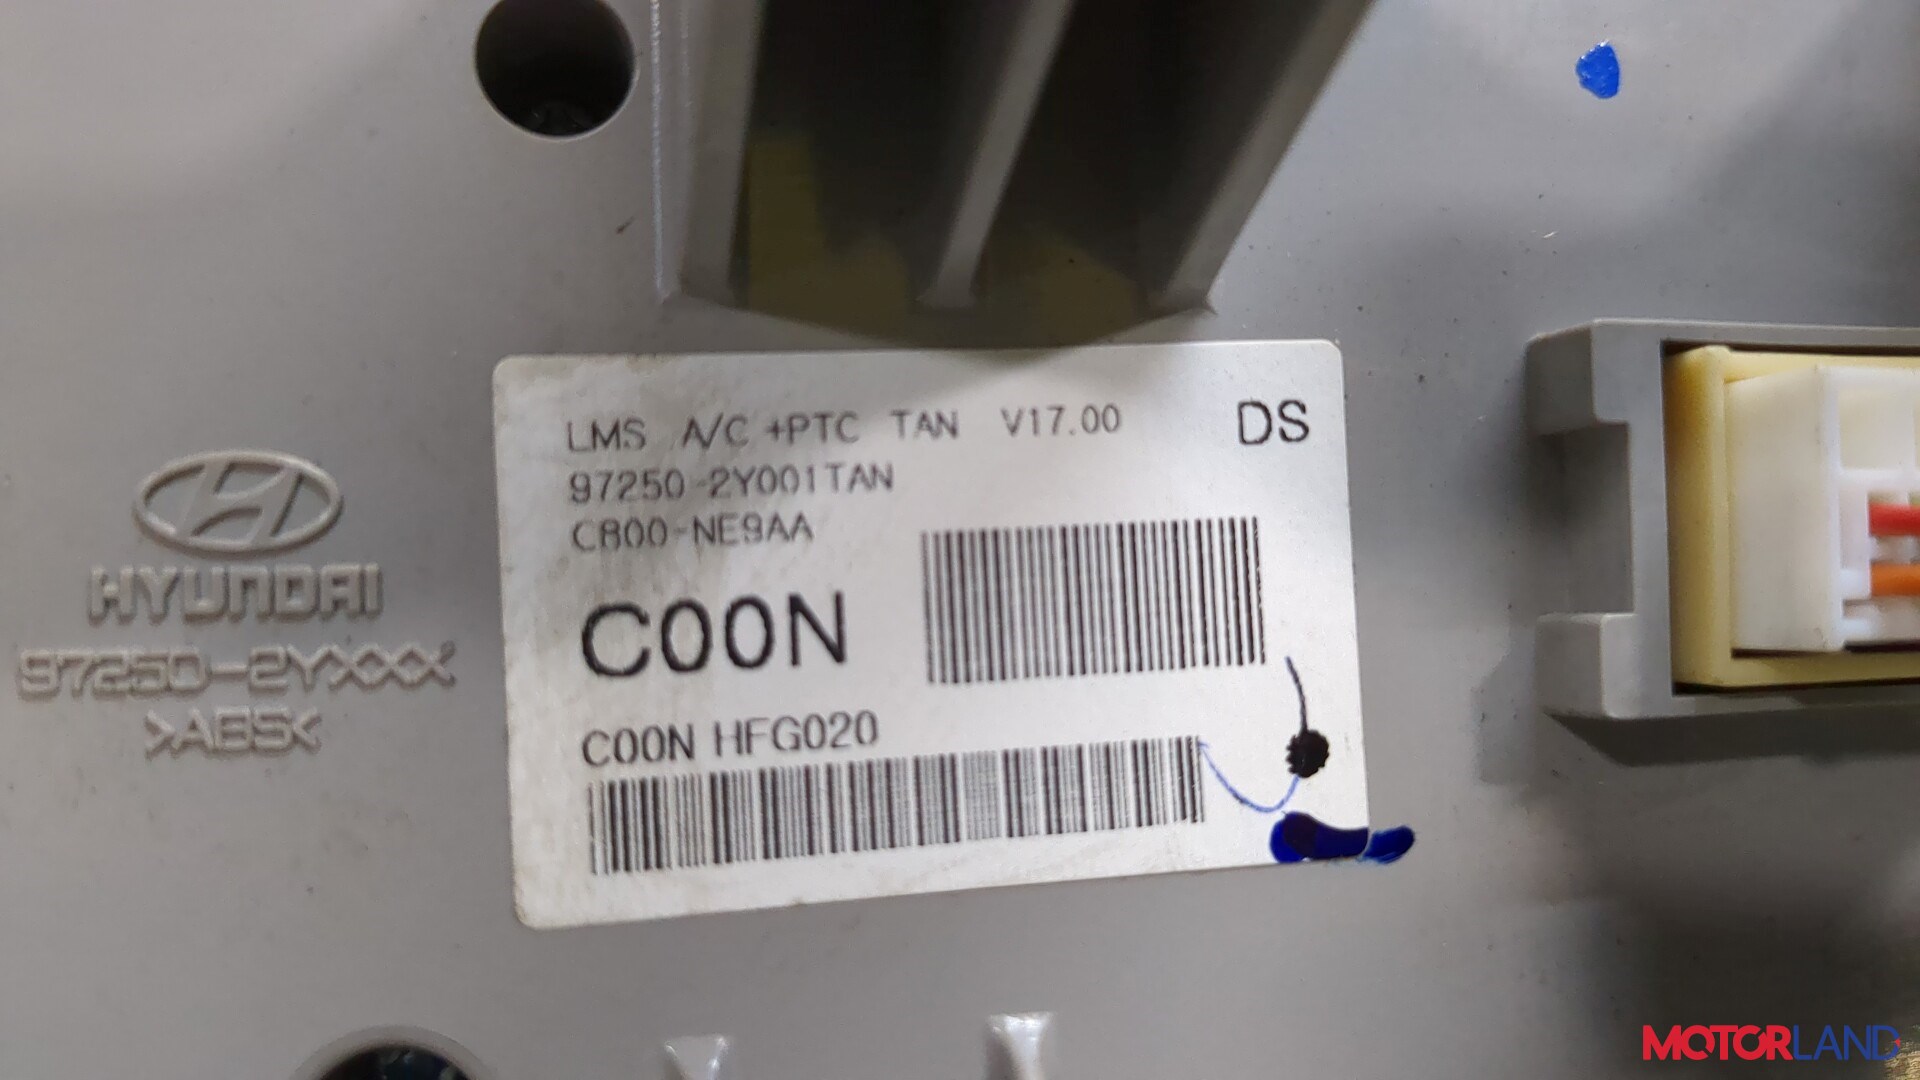 LMS A/C +PTC TAN V17.00 DS
97250-2Y001TAN
C800-NE9AA
C00N
C00N HFG020
HYUNDAI
97250-2YXXX
>ABS<
MOTORLAND